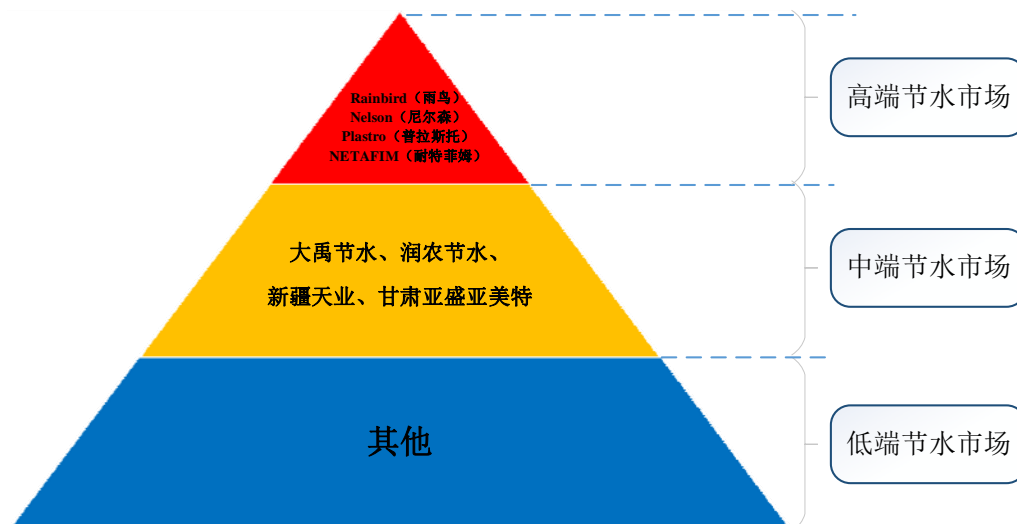 Rainbird（雨鸟）
Nelson（尼尔森）
Plastro（普拉斯托）
NETAFIM（耐特菲姆）
高端节水市场
大禹节水、润农节水、
新疆天业、甘肃亚盛亚美特
中端节水市场
其他
低端节水市场